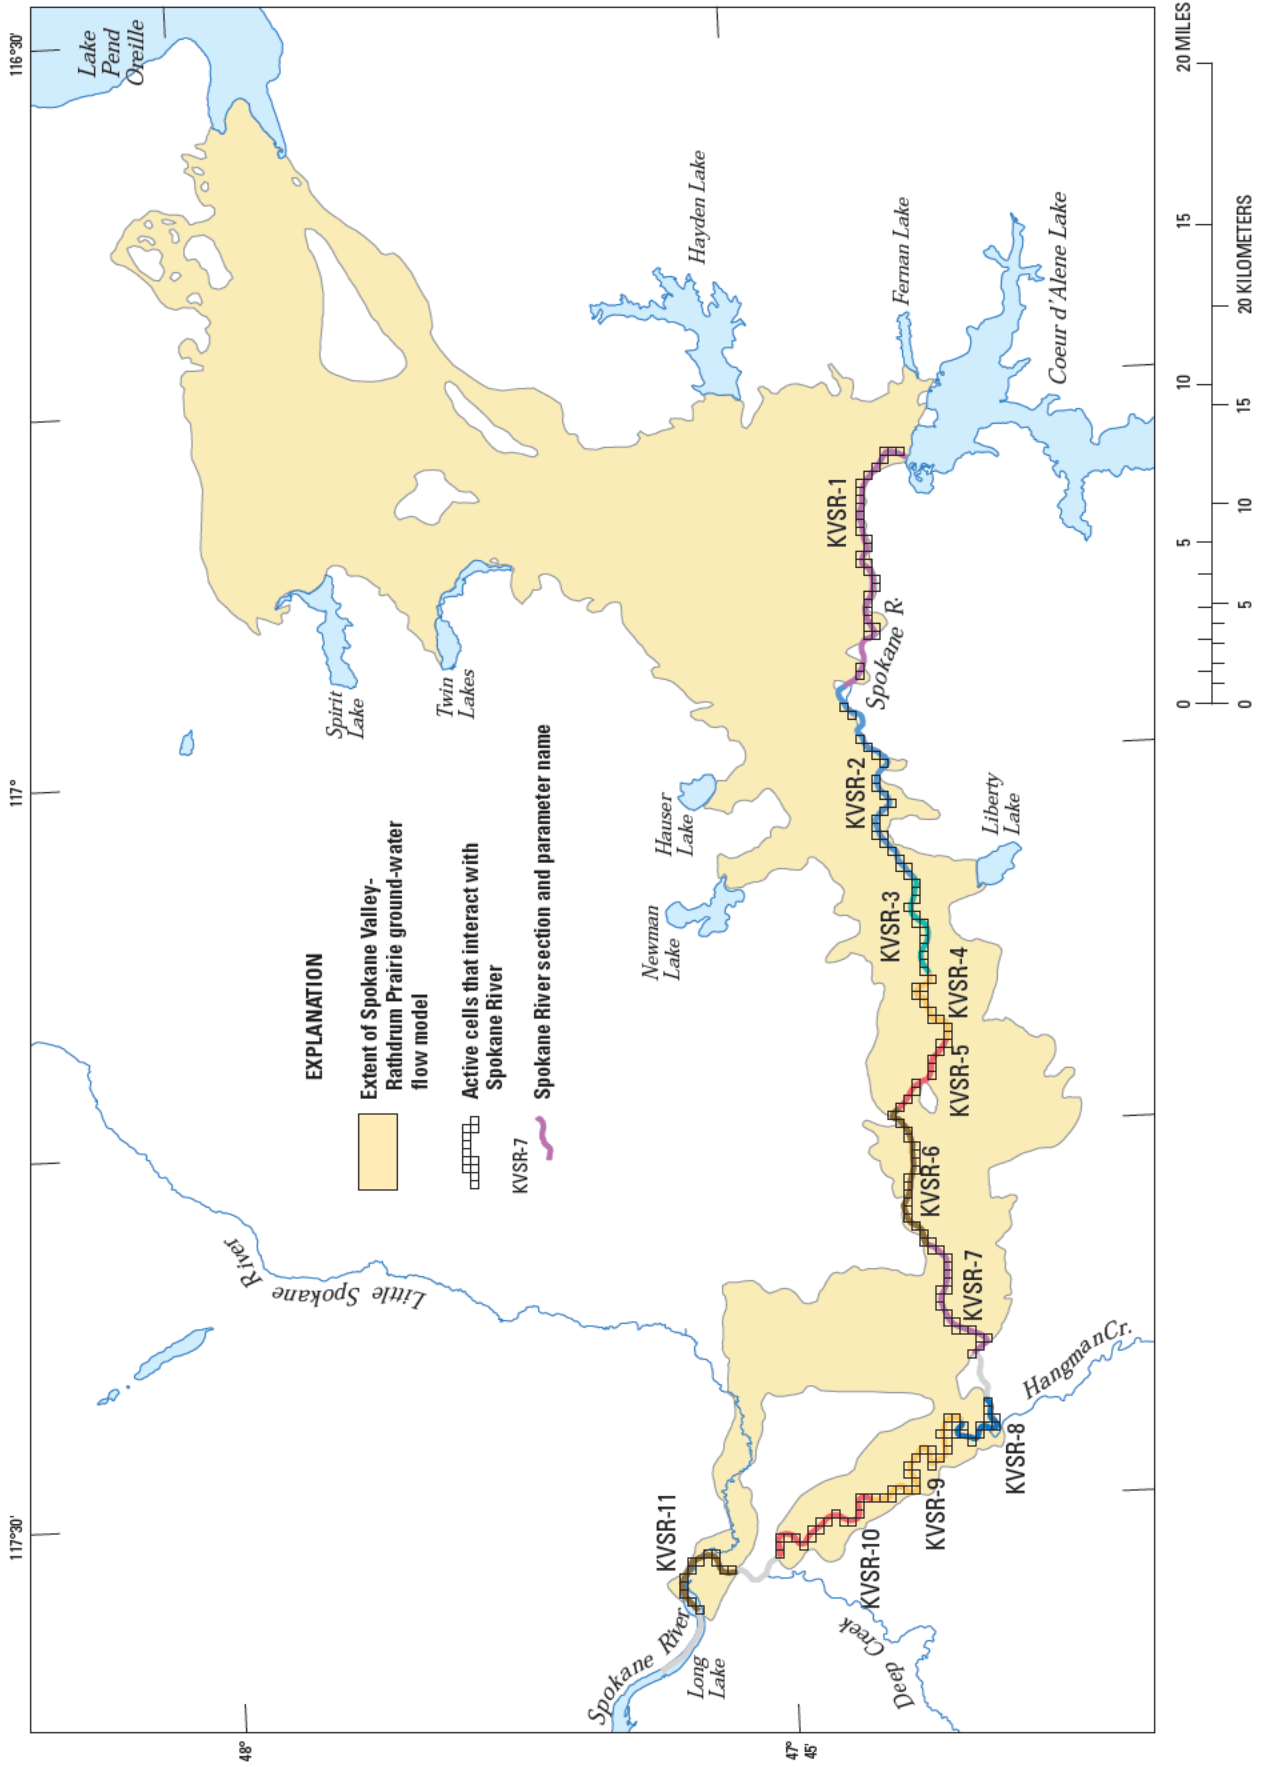 117°30'
117°
116°30'
48°
47°
45'
Lake
Pend
Oreille
Spirit
Lake
Twin
Lakes
Hayden Lake
Fernan Lake
Coeur d'Alene Lake
Hauser
Lake
Newman
Lake
Liberty
Lake
Little Spokane
River
Spokane River
Long
Lake
Deep Creek
HangmanCr.
Spokane R.
KVSR-1
KVSR-2
KVSR-3
KVSR-4
KVSR-5
KVSR-6
KVSR-7
KVSR-8
KVSR-9
KVSR-10
KVSR-11
EXPLANATION
Extent of Spokane Valley-
Rathdrum Prairie ground-water
flow model
Active cells that interact with
Spokane River
KVSR-7
Spokane River section and parameter name
0 5 10 15 20 MILES
0 5 10 15 20 KILOMETERS